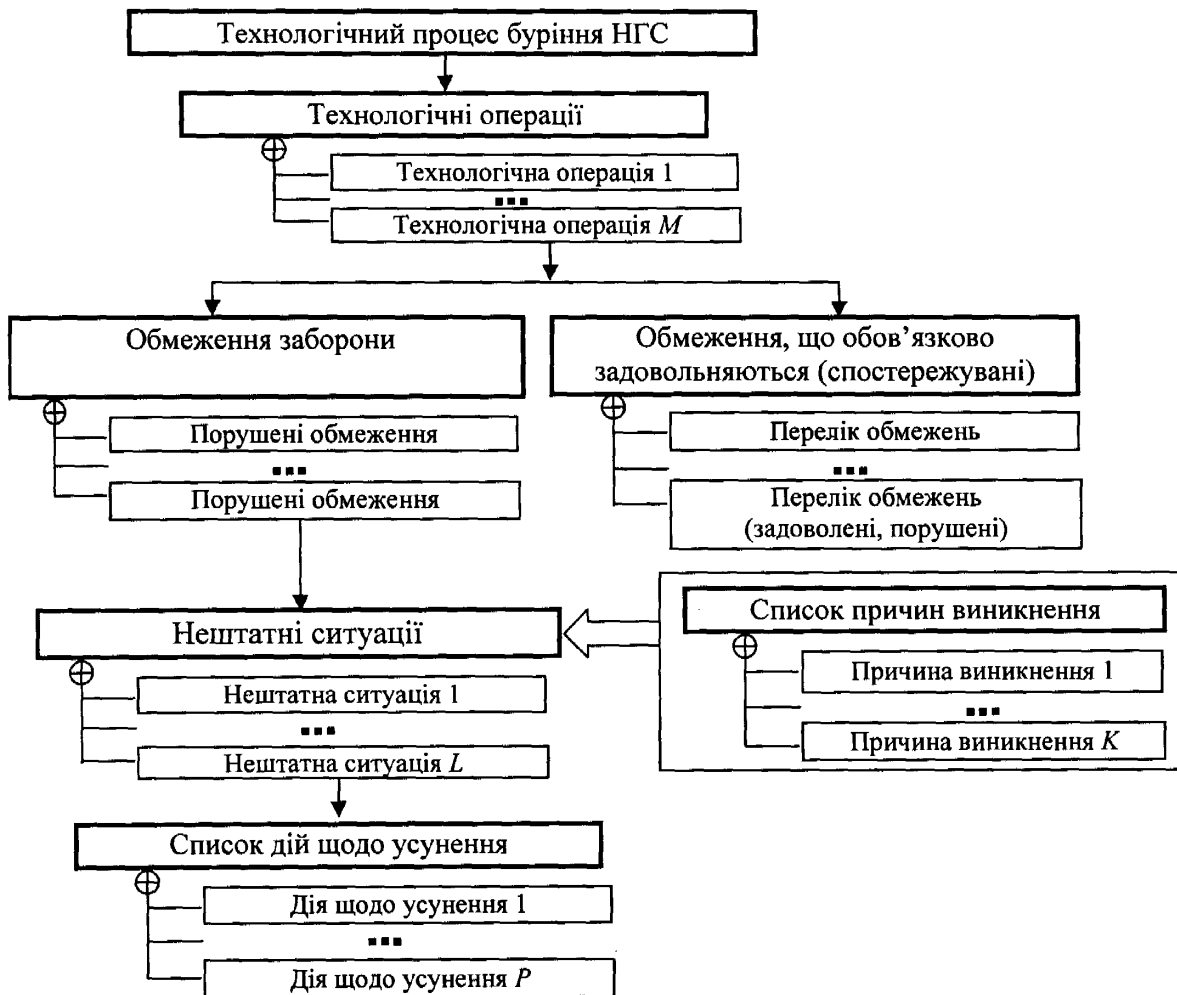 Технологічний процес буріння НГС
Технологічні операції
Технологічна операція 1
...
Технологічна операція M
Обмеження заборони
Порушені обмеження
...
Порушені обмеження
Обмеження, що обов’язково
задовольняються (спостережувані)
Перелік обмежень
...
Перелік обмежень
(задоволені, порушені)
Нештатні ситуації
Нештатна ситуація 1
...
Нештатна ситуація L
Список причин виникнення
Причина виникнення 1
...
Причина виникнення K
Список дій щодо усунення
Дія щодо усунення 1
...
Дія щодо усунення P